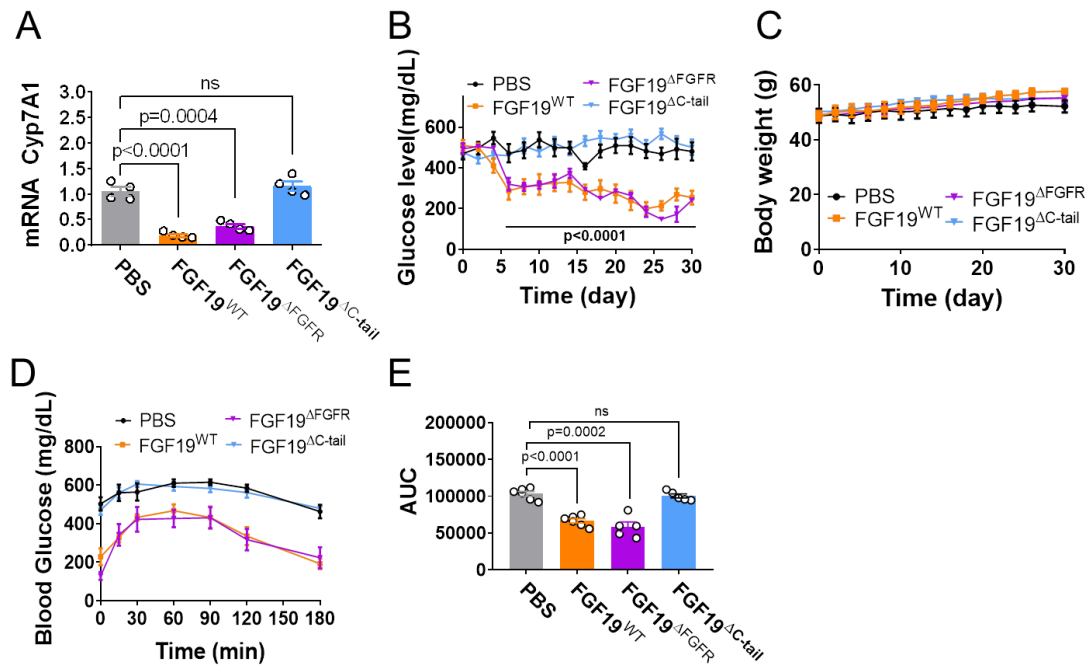 A
mRNA Cyp7A1
3.0
2.5
2.0
1.5
1.0
0.5
0.0
ns
p=0.0004
p<0.0001
PBS
FGF19WT
FGF19ΔFGFR
FGF19ΔC-tail
B
Glucose level(mg/dL)
PBS
FGF19WT
FGF19ΔFGFR
FGF19ΔC-tail
600
400
200
0
p<0.0001
0 5 10 15 20 25 30
Time (day)
C
Body weight (g)
60
40
20
0
PBS
FGF19WT
FGF19ΔFGFR
FGF19ΔC-tail
0 10 20 30
Time (day)
D
Blood Glucose (mg/dL)
PBS
FGF19WT
FGF19ΔFGFR
FGF19ΔC-tail
800
600
400
200
0
0 30 60 90 120 150 180
Time (min)
E
AUC
200000
150000
100000
50000
0
ns
p=0.0002
p<0.0001
PBS
FGF19WT
FGF19ΔFGFR
FGF19ΔC-tail